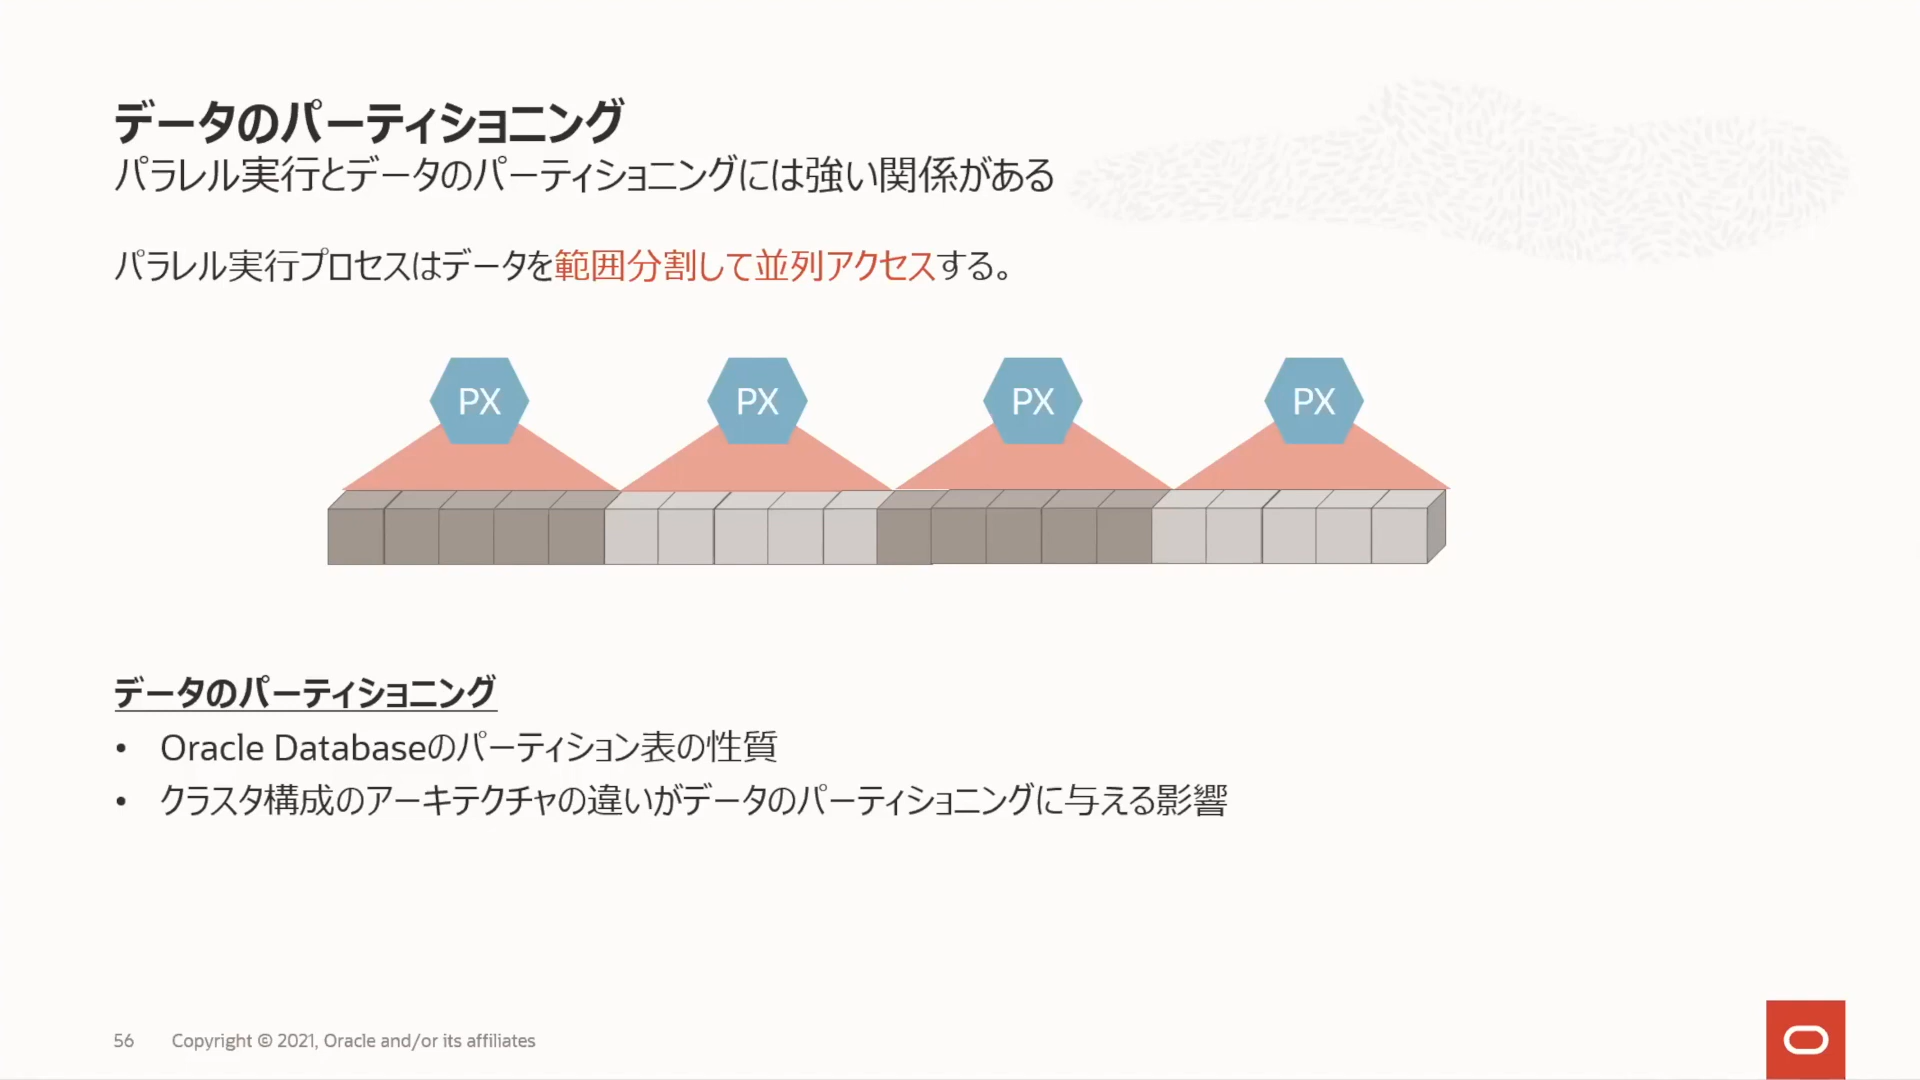 データのパーティショニング
パラレル実行とデータのパーティショニングには強い関係がある
パラレル実行プロセスはデータを範囲分割して並列アクセスする。
PX
PX
PX
PX
データのパーティショニング
• Oracle Databaseのパーティション表の性質
• クラスタ構成のアーキテクチャの違いがデータのパーティショニングに与える影響
56 Copyright © 2021, Oracle and/or its affiliates